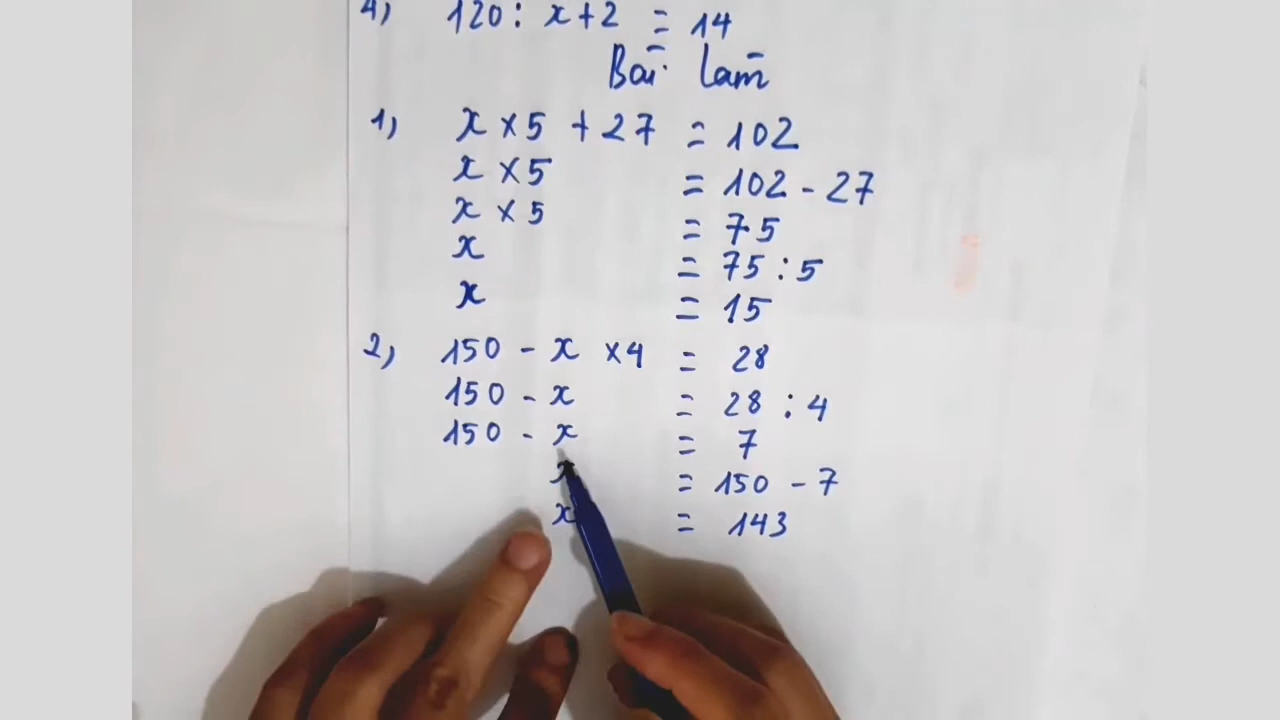 4) 120 : x + 2 = 14
Bài làm
1) x × 5 + 27 = 102
x × 5 = 102 - 27
x × 5 = 75
x = 75 : 5
x = 15
2) 150 - x × 4 = 28
150 - x = 28 : 4
150 - x = 7
x = 150 - 7
x = 143